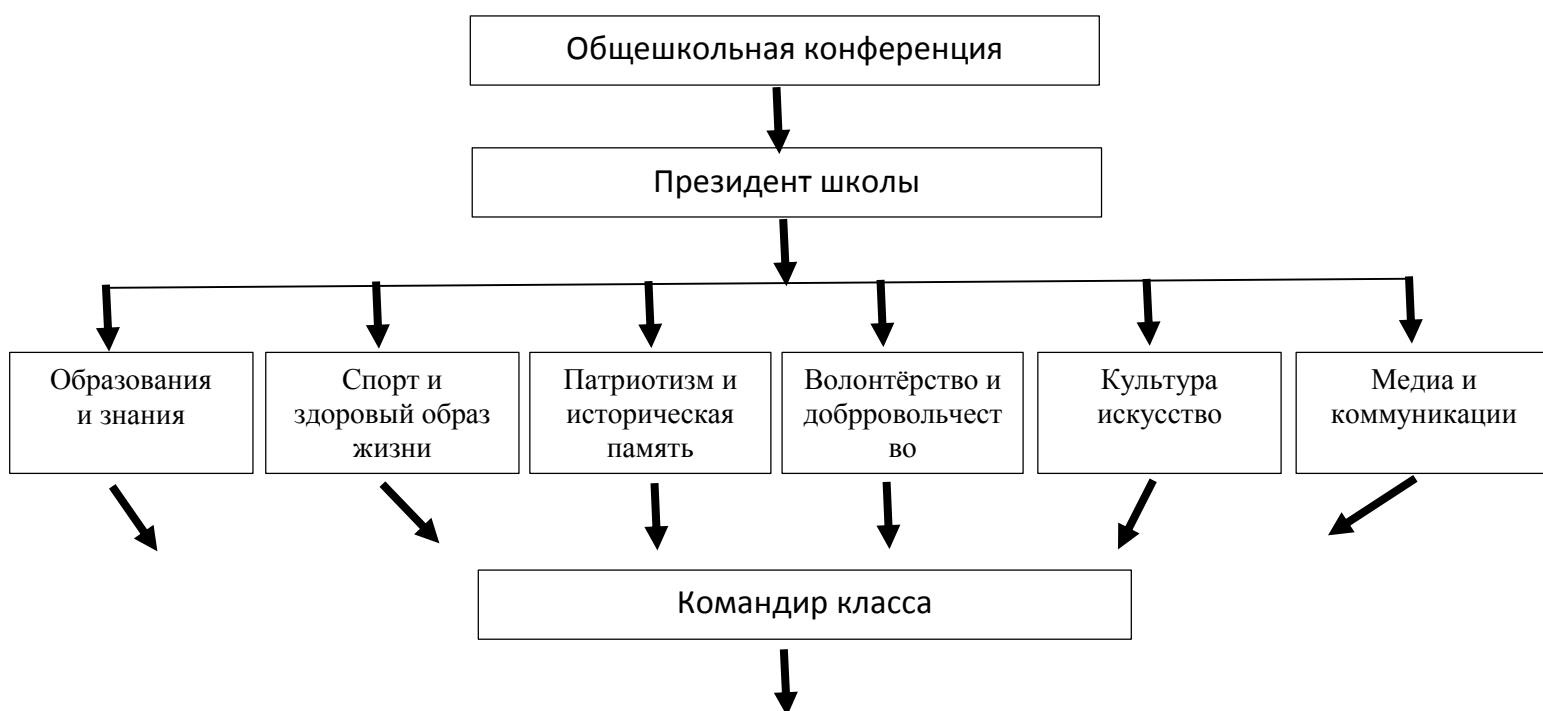 Общешкольная конференция
Президент школы
Образования
и знания
Спорт и
здоровый образ
жизни
Патриотизм и
историческая
память
Волонтёрство и
добрровольчест
во
Культура
искусство
Медиа и
коммуникации
Командир класса